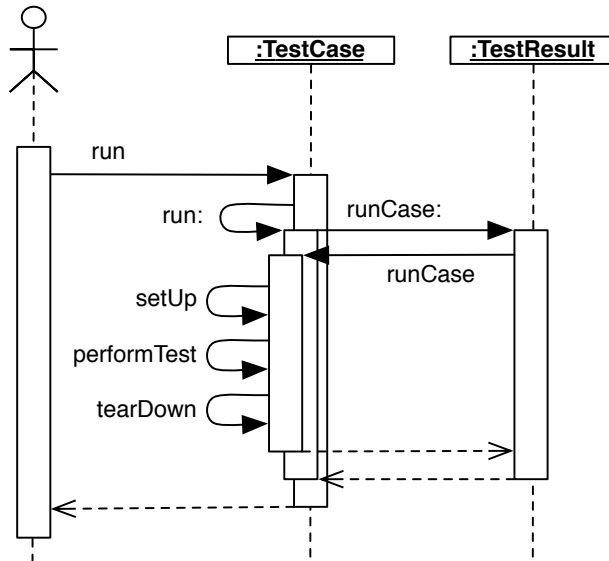 :TestCase
:TestResult
run
run:
runCase:
runCase
setUp
performTest
tearDown